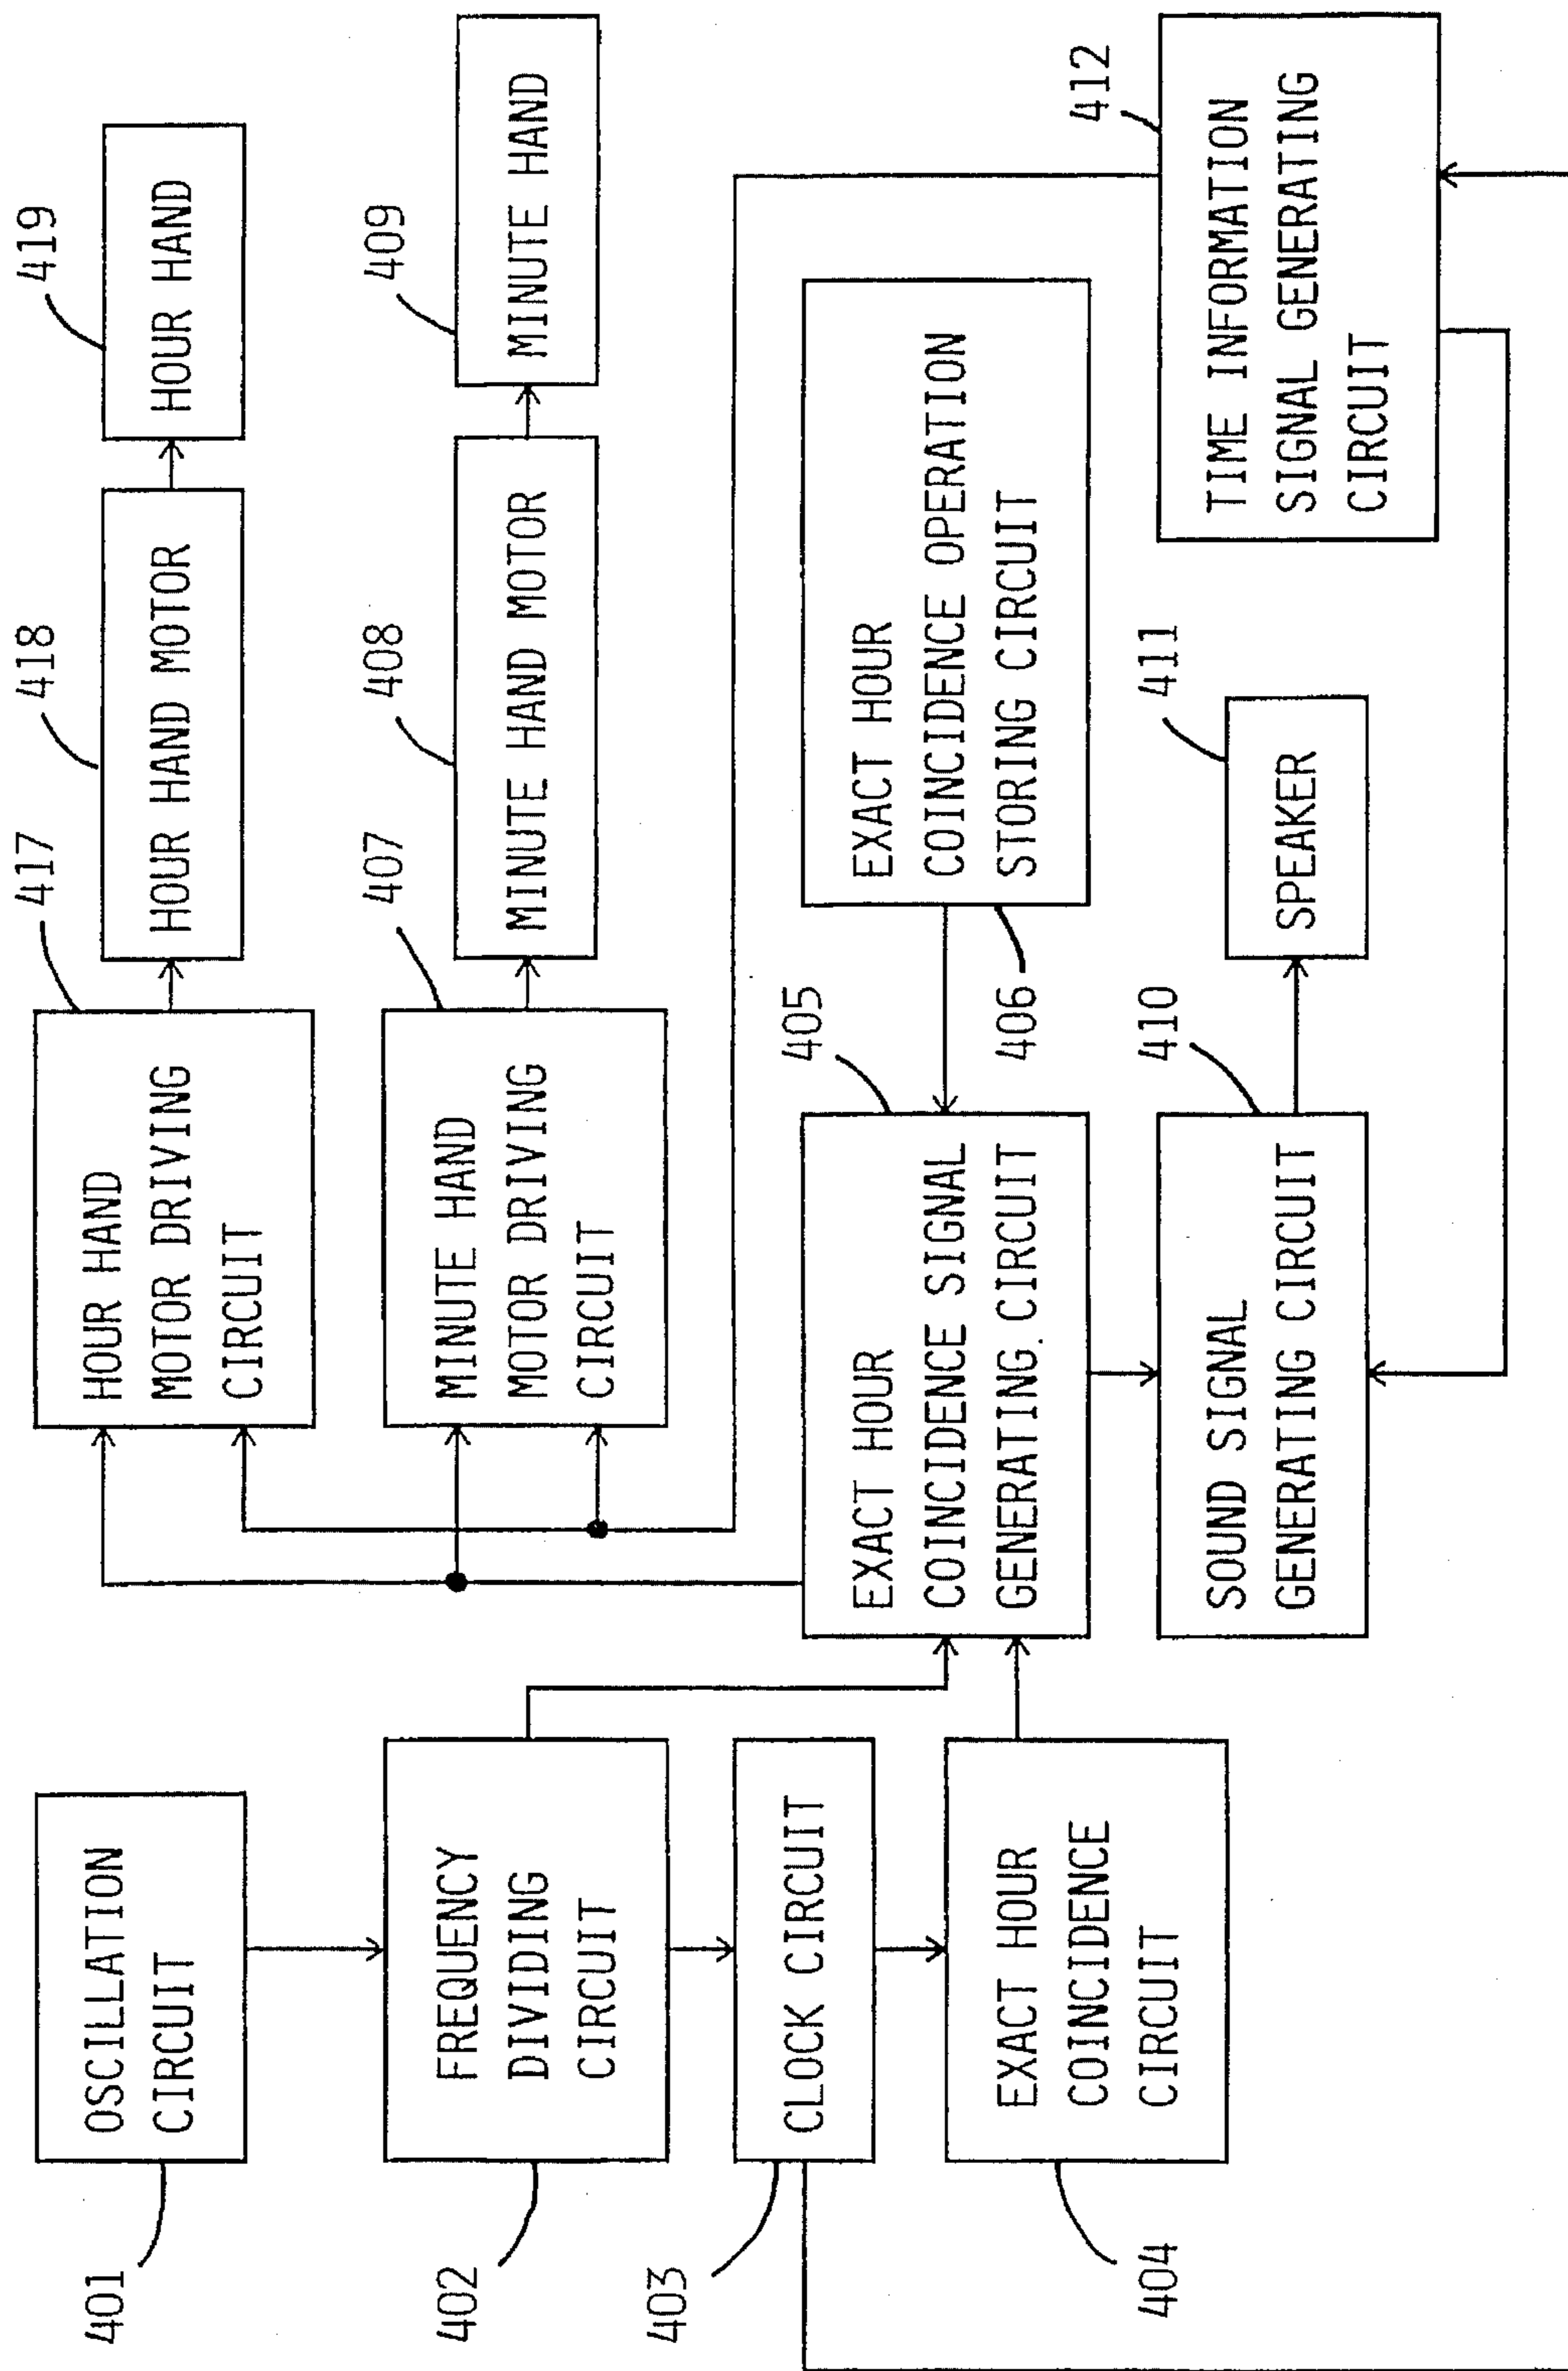 401
OSCILLATION
CIRCUIT
402
FREQUENCY
DIVIDING
CIRCUIT
403
CLOCK CIRCUIT
404
EXACT HOUR
COINCIDENCE
CIRCUIT
417
HOUR HAND
MOTOR DRIVING
CIRCUIT
418
HOUR HAND MOTOR
419
HOUR HAND
407
MINUTE HAND
MOTOR DRIVING
CIRCUIT
408
MINUTE HAND MOTOR
409
MINUTE HAND
405
EXACT HOUR
COINCIDENCE SIGNAL
GENERATING CIRCUIT
406
EXACT HOUR
COINCIDENCE OPERATION
STORING CIRCUIT
410
SOUND SIGNAL
GENERATING CIRCUIT
411
SPEAKER
412
TIME INFORMATION
SIGNAL GENERATING
CIRCUIT